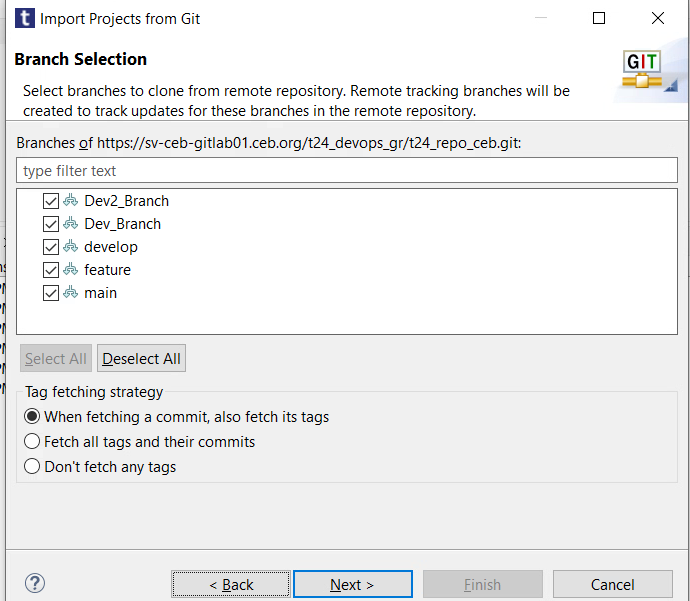 t Import Projects from Git
Branch Selection
GIT
Select branches to clone from remote repository. Remote tracking branches will be
created to track updates for these branches in the remote repository.
Branches of https://sv-ceb-gitlab01.ceb.org/t24_devops_gr/t24_repo_ceb.git:
type filter text
Dev2_Branch
Dev_Branch
develop
feature
main
Select All Deselect All
Tag fetching strategy
When fetching a commit, also fetch its tags
Fetch all tags and their commits
Don't fetch any tags
? < Back Next > Finish Cancel